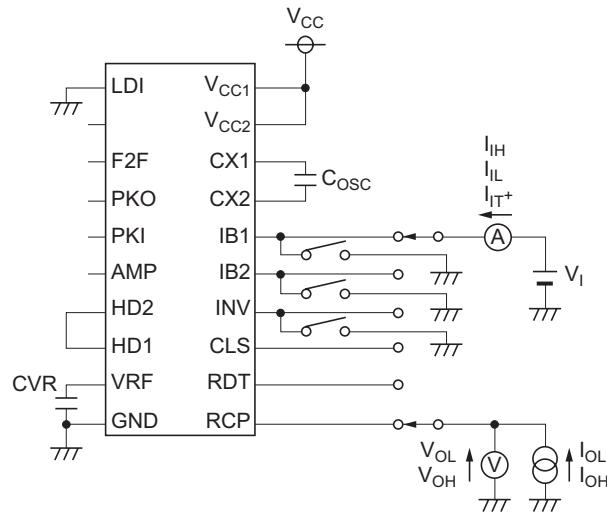 VCC
LDI
VCC1
VCC2
F2F
CX1
COSC
PKO
CX2
IIH
IIL
IIT+
PKI
IB1
A
AMP
IB2
VI
HD2
INV
HD1
CLS
CVR
VRF
RDT
GND
RCP
VOL
VOH
V
IOL
IOH